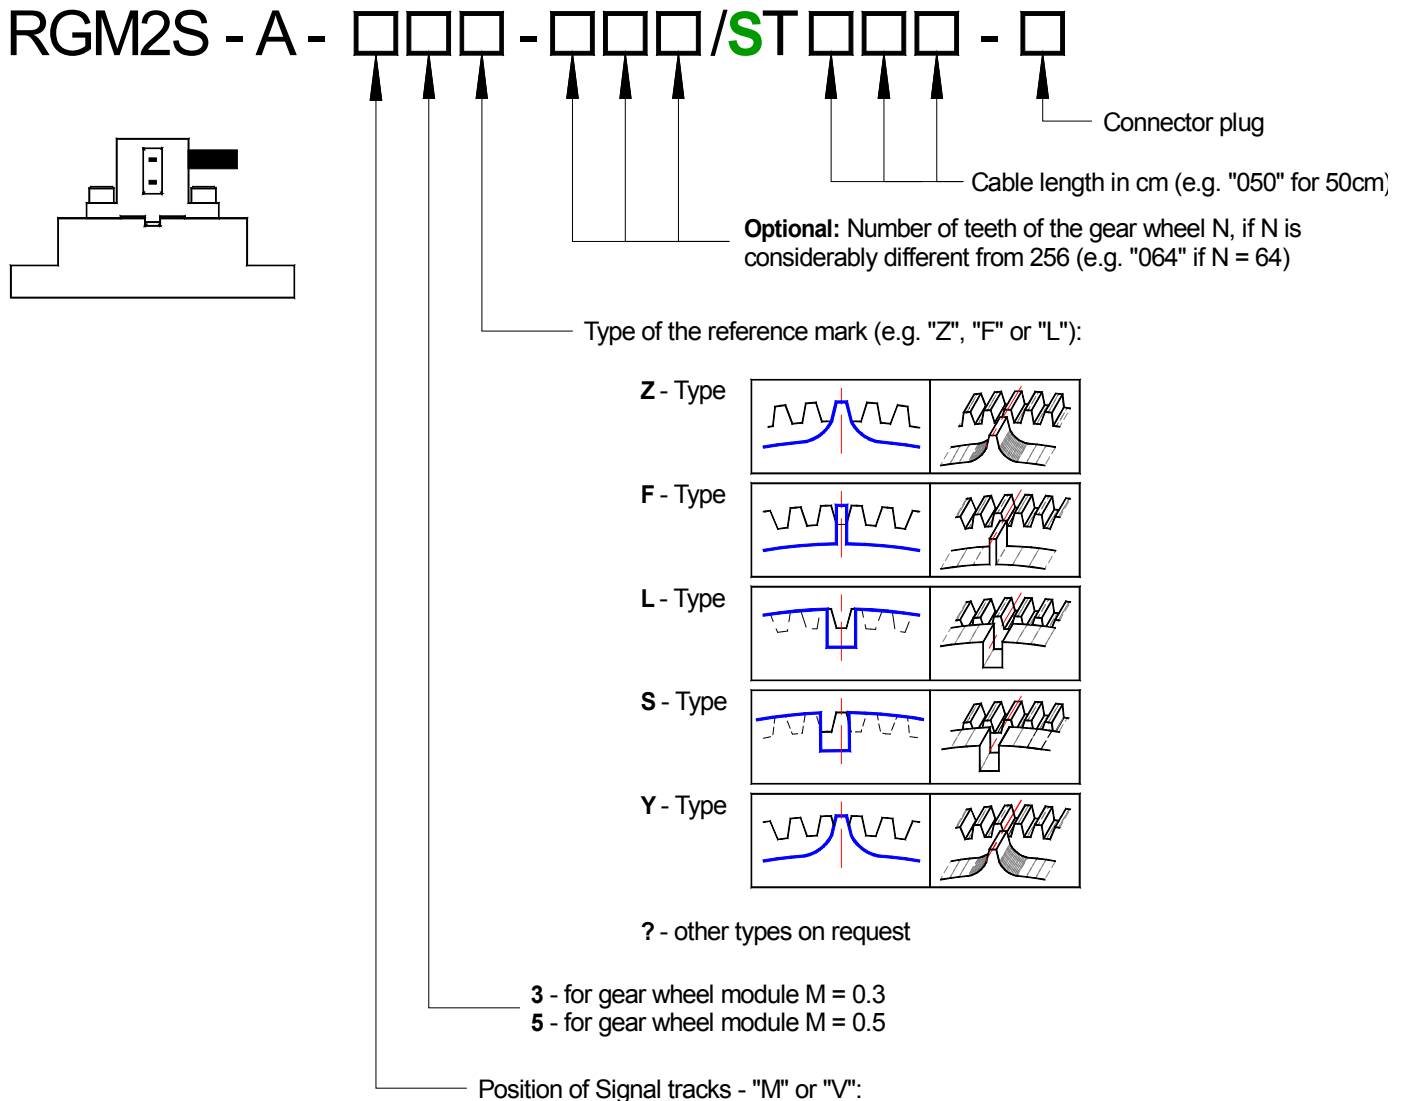 RGM2S - A - □□□ - □□□ /ST □□□ - □
Connector plug
Cable length in cm (e.g. "050" for 50cm)
Optional: Number of teeth of the gear wheel N, if N is
considerably different from 256 (e.g. "064" if N = 64)
Type of the reference mark (e.g. "Z", "F" or "L"):
Z - Type
F - Type
L - Type
S - Type
Y - Type
? - other types on request
3 - for gear wheel module M = 0.3
5 - for gear wheel module M = 0.5
Position of Signal tracks - "M" or "V":